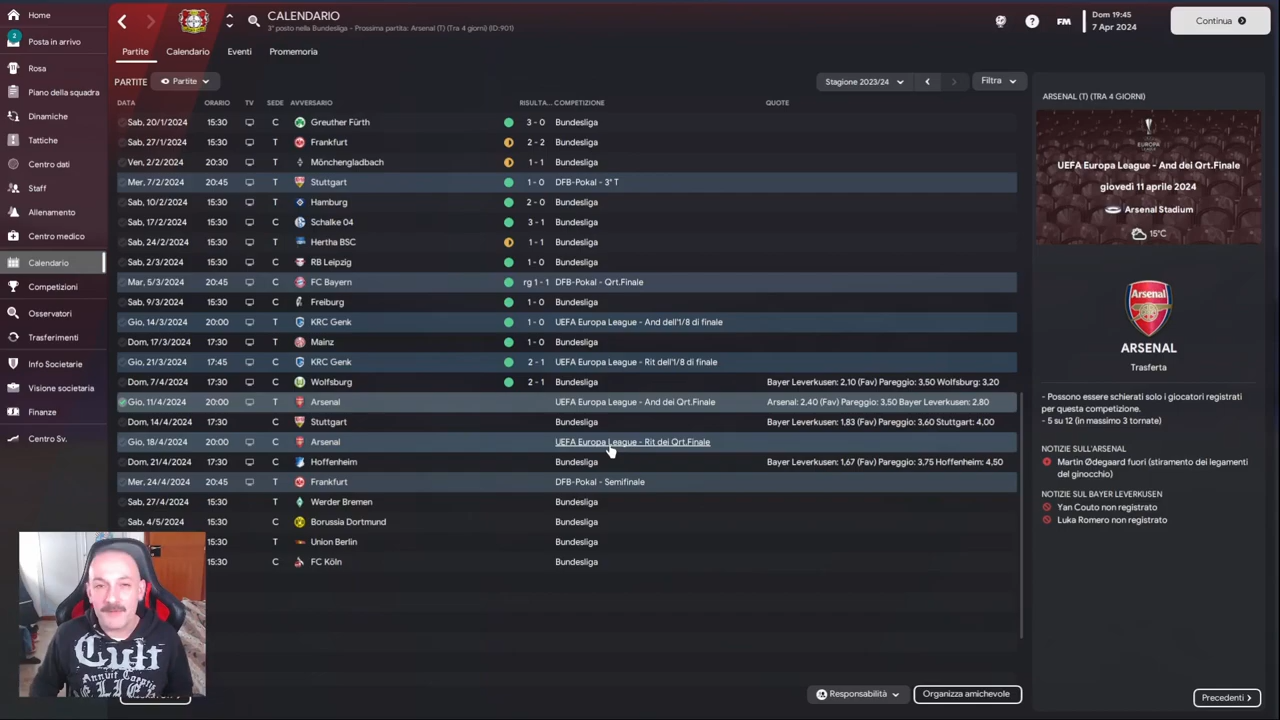 Home
Posta in arrivo
2
Rosa
Piano della squadra
Dinamiche
Tattiche
Centro dati
Staff
Allenamento
Centro medico
Calendario
Competizioni
Osservatori
Trasferimenti
Info Societarie
Visione societaria
Finanze
Centro Sv.
CALENDARIO
3° posto nella Bundesliga - Prossima partita: Arsenal (T) (Tra 4 giorni) (ID:901)
FM
Dom 19:45
7 Apr 2024
Continua
Partite Calendario Eventi Promemoria
PARTITE Partite Stagione 2023/24 Filtra
DATA ORARIO TV SEDE AVVERSARIO RISULTA... COMPETIZIONE QUOTE
Sab, 20/1/2024 15:30 C Greuther Fürth 3 - 0 Bundesliga
Sab, 27/1/2024 15:30 T Frankfurt 2 - 2 Bundesliga
Ven, 2/2/2024 20:30 T Mönchengladbach 1 - 1 Bundesliga
Mer, 7/2/2024 20:45 T Stuttgart 1 - 0 DFB-Pokal - 3° T
Sab, 10/2/2024 15:30 T Hamburg 2 - 0 Bundesliga
Sab, 17/2/2024 15:30 C Schalke 04 3 - 1 Bundesliga
Sab, 24/2/2024 15:30 T Hertha BSC 1 - 1 Bundesliga
Sab, 2/3/2024 15:30 C RB Leipzig 1 - 0 Bundesliga
Mar, 5/3/2024 20:45 C FC Bayern rg 1 - 1 DFB-Pokal - Qrt.Finale
Sab, 9/3/2024 15:30 C Freiburg 1 - 0 Bundesliga
Gio, 14/3/2024 20:00 T KRC Genk 1 - 0 UEFA Europa League - And dell'1/8 di finale
Dom, 17/3/2024 17:30 T Mainz 1 - 0 Bundesliga
Gio, 21/3/2024 17:45 C KRC Genk 2 - 1 UEFA Europa League - Rit dell'1/8 di finale
Dom, 7/4/2024 17:30 C Wolfsburg 2 - 1 Bundesliga Bayer Leverkusen: 2,10 (Fav) Pareggio: 3,50 Wolfsburg: 3,20
Gio, 11/4/2024 20:00 T Arsenal UEFA Europa League - And dei Qrt.Finale Arsenal: 2,40 (Fav) Pareggio: 3,50 Bayer Leverkusen: 2,80
Dom, 14/4/2024 17:30 T Stuttgart Bundesliga Bayer Leverkusen: 1,83 (Fav) Pareggio: 3,60 Stuttgart: 4,00
Gio, 18/4/2024 20:00 C Arsenal UEFA Europa League - Rit dei Qrt.Finale
Dom, 21/4/2024 17:30 C Hoffenheim Bundesliga Bayer Leverkusen: 1,67 (Fav) Pareggio: 3,75 Hoffenheim: 4,50
Mer, 24/4/2024 20:45 T Frankfurt DFB-Pokal - Semifinale
Sab, 27/4/2024 15:30 T Werder Bremen Bundesliga
Sab, 4/5/2024 15:30 C Borussia Dortmund Bundesliga
15:30 T Union Berlin Bundesliga
15:30 C FC Köln Bundesliga
Responsabilità Organizza amichevole
ARSENAL (T) (TRA 4 GIORNI)
UEFA Europa League - And dei Qrt.Finale
giovedì 11 aprile 2024
Arsenal Stadium
15°C
Arsenal
ARSENAL
Trasferta
- Possono essere schierati solo i giocatori registrati
per questa competizione.
- 5 su 12 (in massimo 3 tornate)
NOTIZIE SULL'ARSENAL
Martin Ødegaard fuori (stiramento dei legamenti
del ginocchio)
NOTIZIE SUL BAYER LEVERKUSEN
Yan Couto non registrato
Luka Romero non registrato
Precedenti
Cult